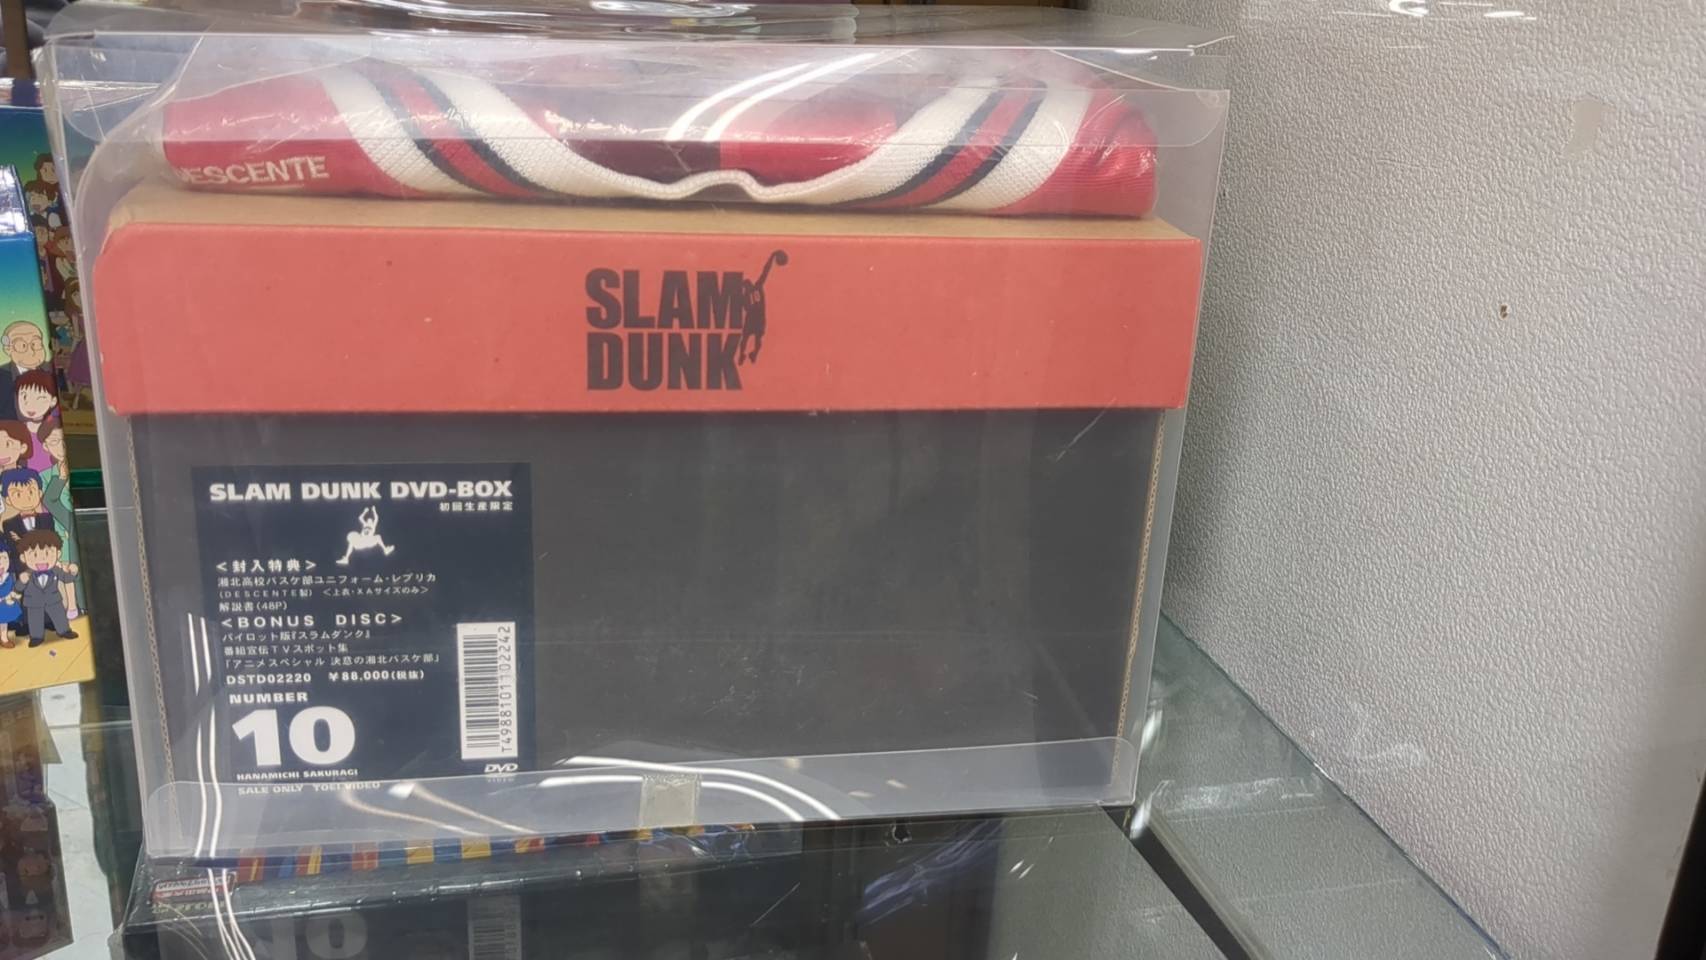 DESCENTE
SLAM
DUNK
SLAM DUNK DVD-BOX
初回生産限定
<封入特典>
湘北高校バスケ部ユニフォーム・レプリカ
(DESCENTE製) <上衣・XAサイズのみ>
解説書(48P)
<BONUS DISC>
パイロット版『スラムダンク』
番組宣伝TVスポット集
「アニメスペシャル 決意の湘北バスケ部」
DSTD02220 ¥88,000(税抜)
NUMBER
10
HANAMICHI SAKURAGI
SALE ONLY TOEI VIDEO
T4988101102242
DVD
VIDEO